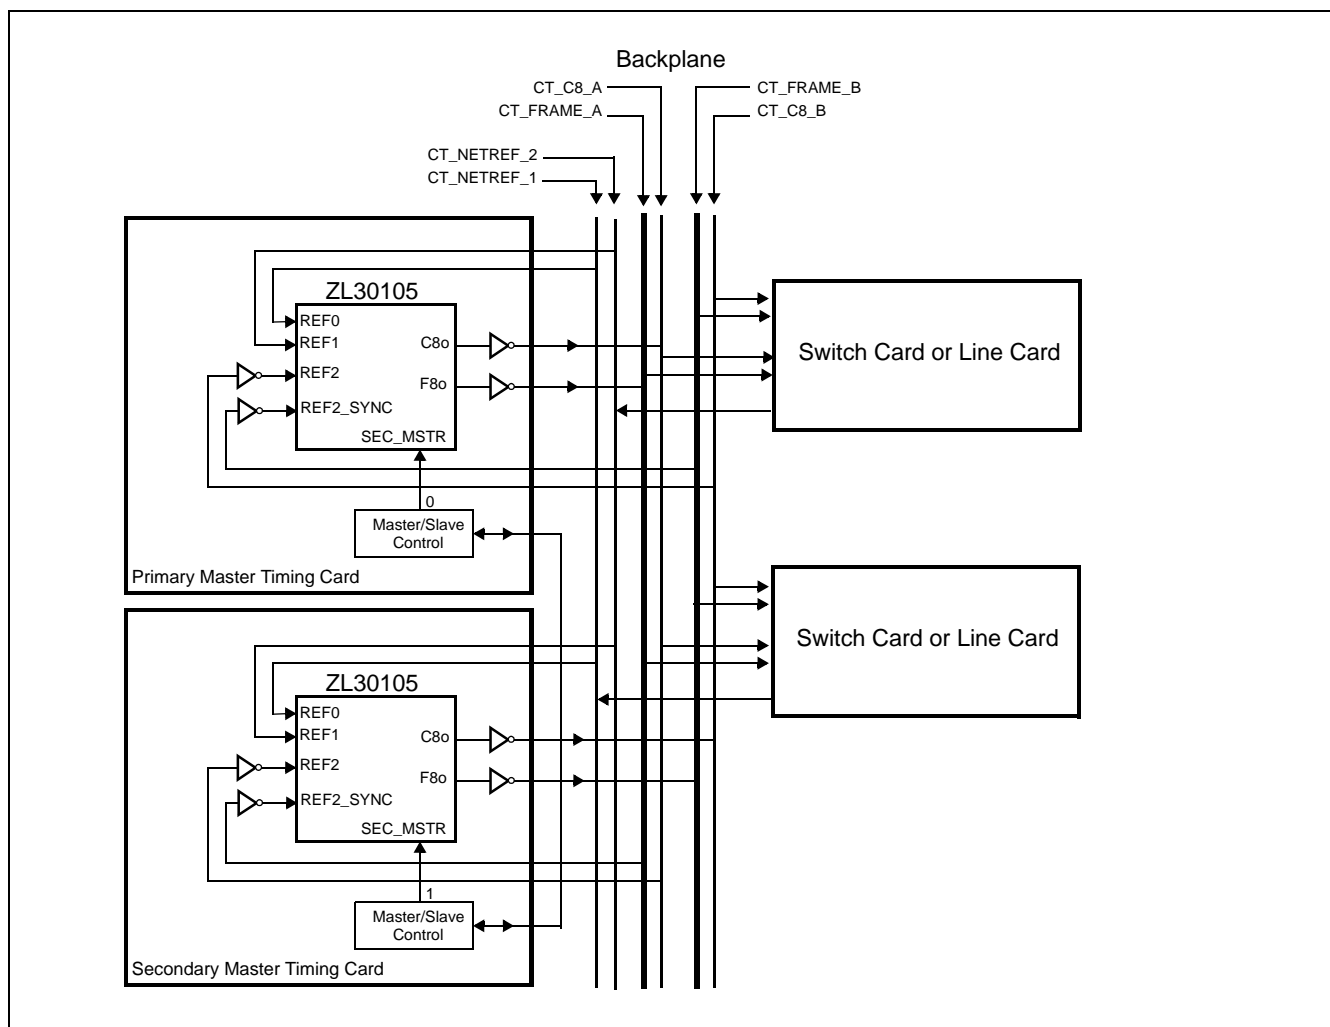 Backplane
CT_C8_A
CT_FRAME_A
CT_FRAME_B
CT_C8_B
CT_NETREF_2
CT_NETREF_1
ZL30105
REF0
REF1
REF2
REF2_SYNC
C8o
F8o
SEC_MSTR
0
Master/Slave
Control
Primary Master Timing Card
Switch Card or Line Card
Switch Card or Line Card
ZL30105
REF0
REF1
REF2
REF2_SYNC
C8o
F8o
SEC_MSTR
1
Master/Slave
Control
Secondary Master Timing Card